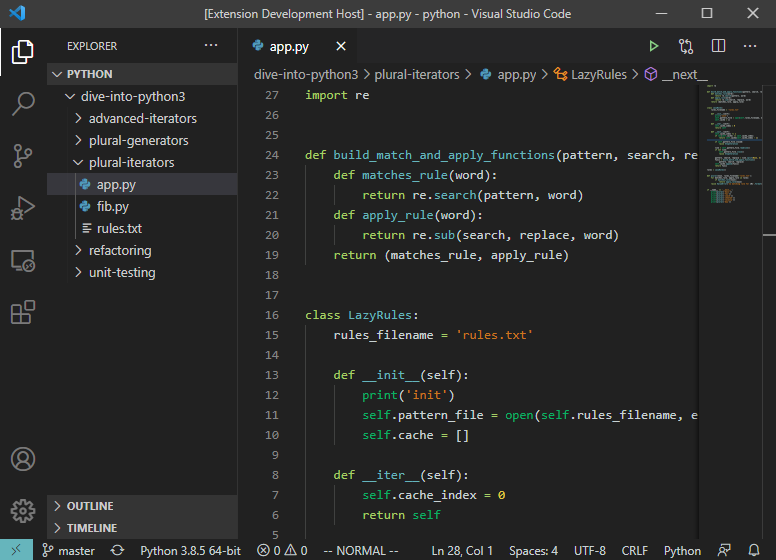 [Extension Development Host] - app.py - python - Visual Studio Code
EXPLORER
PYTHON
dive-into-python3
advanced-iterators
plural-generators
plural-iterators
app.py
fib.py
rules.txt
refactoring
unit-testing
OUTLINE
TIMELINE
app.py
dive-into-python3 > plural-iterators > app.py > LazyRules > __next__
27 import re
26
25
24 def build_match_and_apply_functions(pattern, search, re
23     def matches_rule(word):
22         return re.search(pattern, word)
21     def apply_rule(word):
20         return re.sub(search, replace, word)
19     return (matches_rule, apply_rule)
18
17
16 class LazyRules:
15     rules_filename = 'rules.txt'
14
13     def __init__(self):
12         print('init')
11         self.pattern_file = open(self.rules_filename, e
10         self.cache = []
9
8     def __iter__(self):
7         self.cache_index = 0
6         return self
5
master Python 3.8.5 64-bit 0 0 -- NORMAL -- Ln 28, Col 1 Spaces: 4 UTF-8 CRLF Python